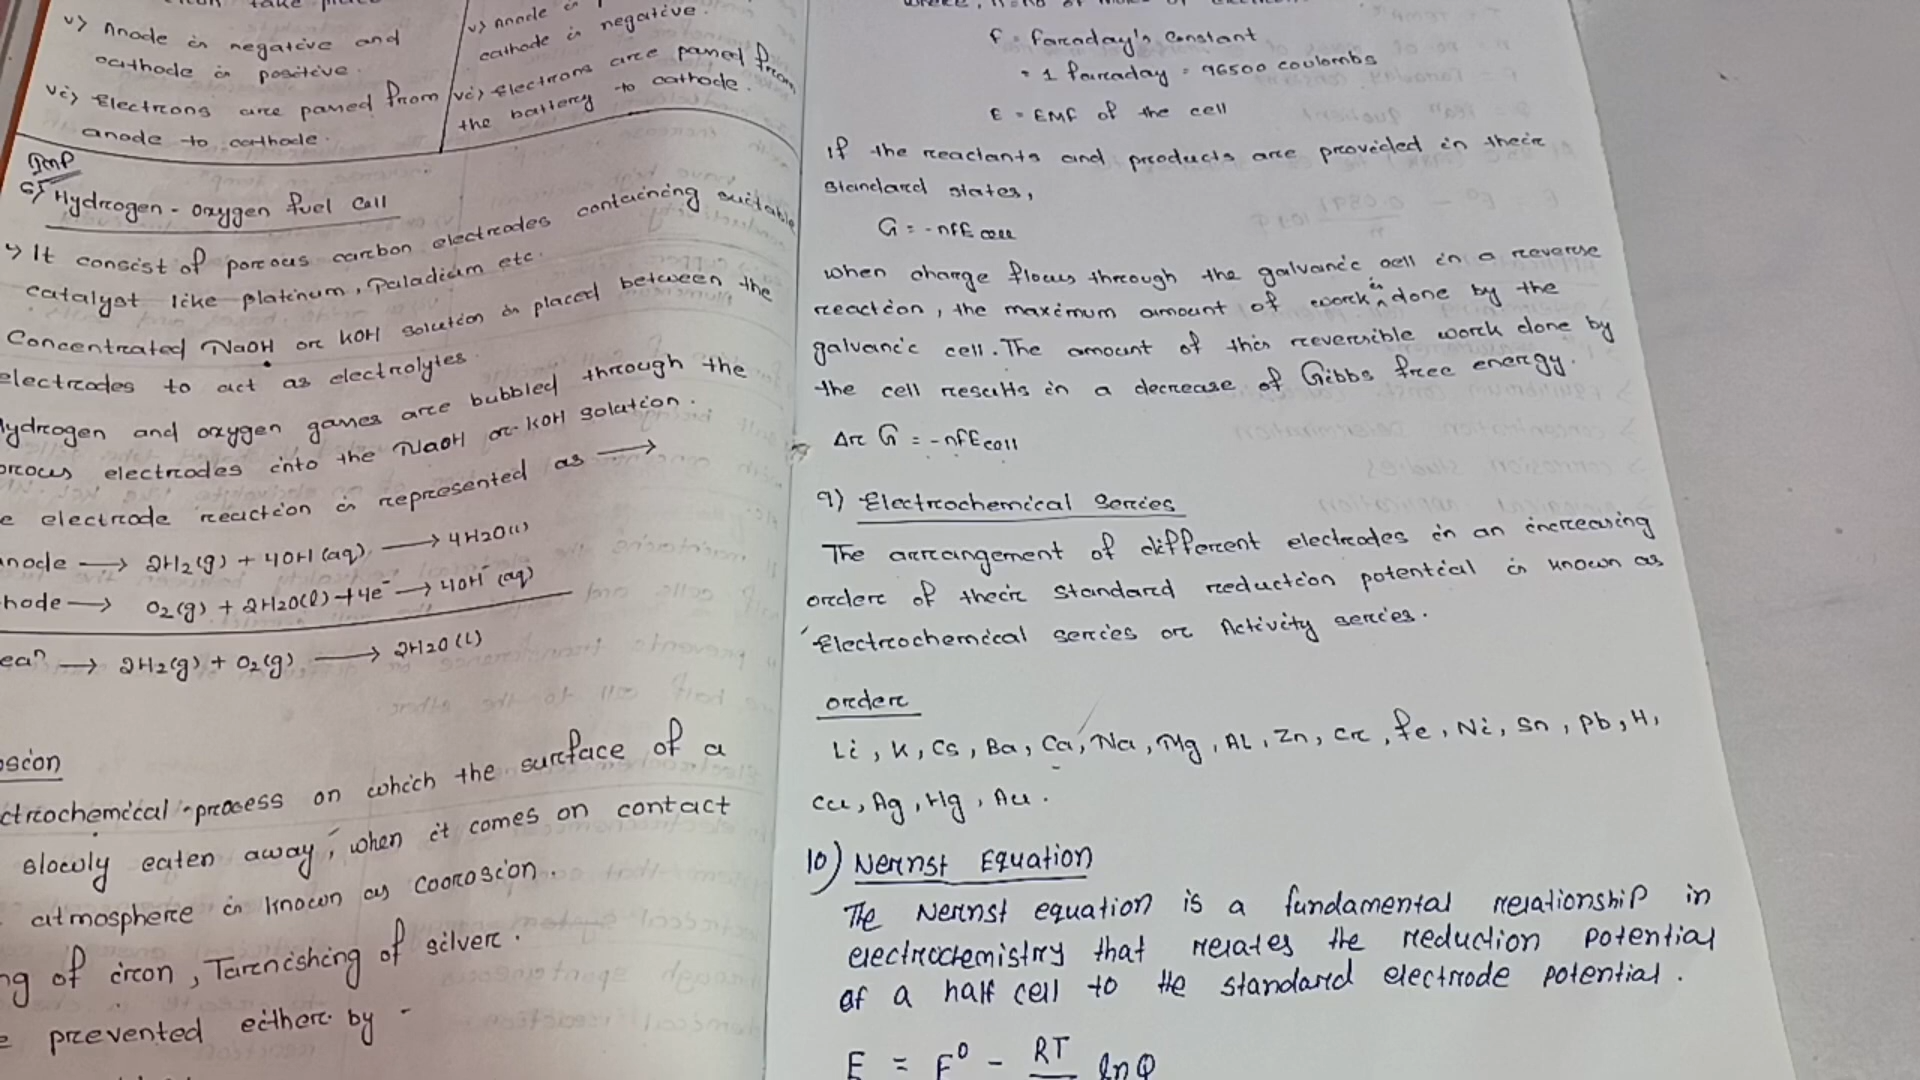 v) Anode is negative and
cathode is positive.
vi) Electrons are passed from
anode to cathode.
v) Anode is
cathode is negative.
vi) Electrons are passed from
the battery to cathode.
Imp
Hydrogen - oxygen fuel Cell
It consist of porous carbon electrodes containing suitable
catalyst like platinum, Paladium etc.
Concentrated NaOH or KOH solution is placed between the
electrodes to act as electrolytes.
Hydrogen and oxygen gases are bubbled through the
porous electrodes into the NaOH or KOH solution.
electrode reaction is represented as →
→ 2H2(g) + 4OH (aq) → 4H2O(l)
→ O2(g) + 2H2O(l) + 4e⁻ → 4OH⁻ (aq)
→ 2H2(g) + O2(g) → 2H2O (l)
process on which the surface of a
slowly eaten away, when it comes on contact
atmosphere is known as Coorosion.
of iron, Tarnishing of silver.
prevented either by -
F = faraday's Constant
= 1 faraday = 96500 coulombs
E = EMF of the cell
If the reactants and products are provided in their
standard states,
G = -nFE cell
When charge flows through the galvanic cell in a reverse
reaction, the maximum amount of work is done by the
galvanic cell. The amount of this reversible work done by
the cell results in a decrease of Gibbs free energy.
Δr G = -nFEcell
9) Electrochemical Series
The arrangement of different electrodes in an increasing
order of their standard reduction potential is known as
Electrochemical series or Activity series.
order
Li, K, Cs, Ba, Ca, Na, Mg, Al, Zn, Cr, Fe, Ni, Sn, Pb, H,
Cu, Ag, Hg, Au.
10) Nernst Equation
The Nernst equation is a fundamental relationship in
electroctemistry that relates the reduction potential
of a half cell to the standard electrode potential.
E = E⁰ - RT ln Q